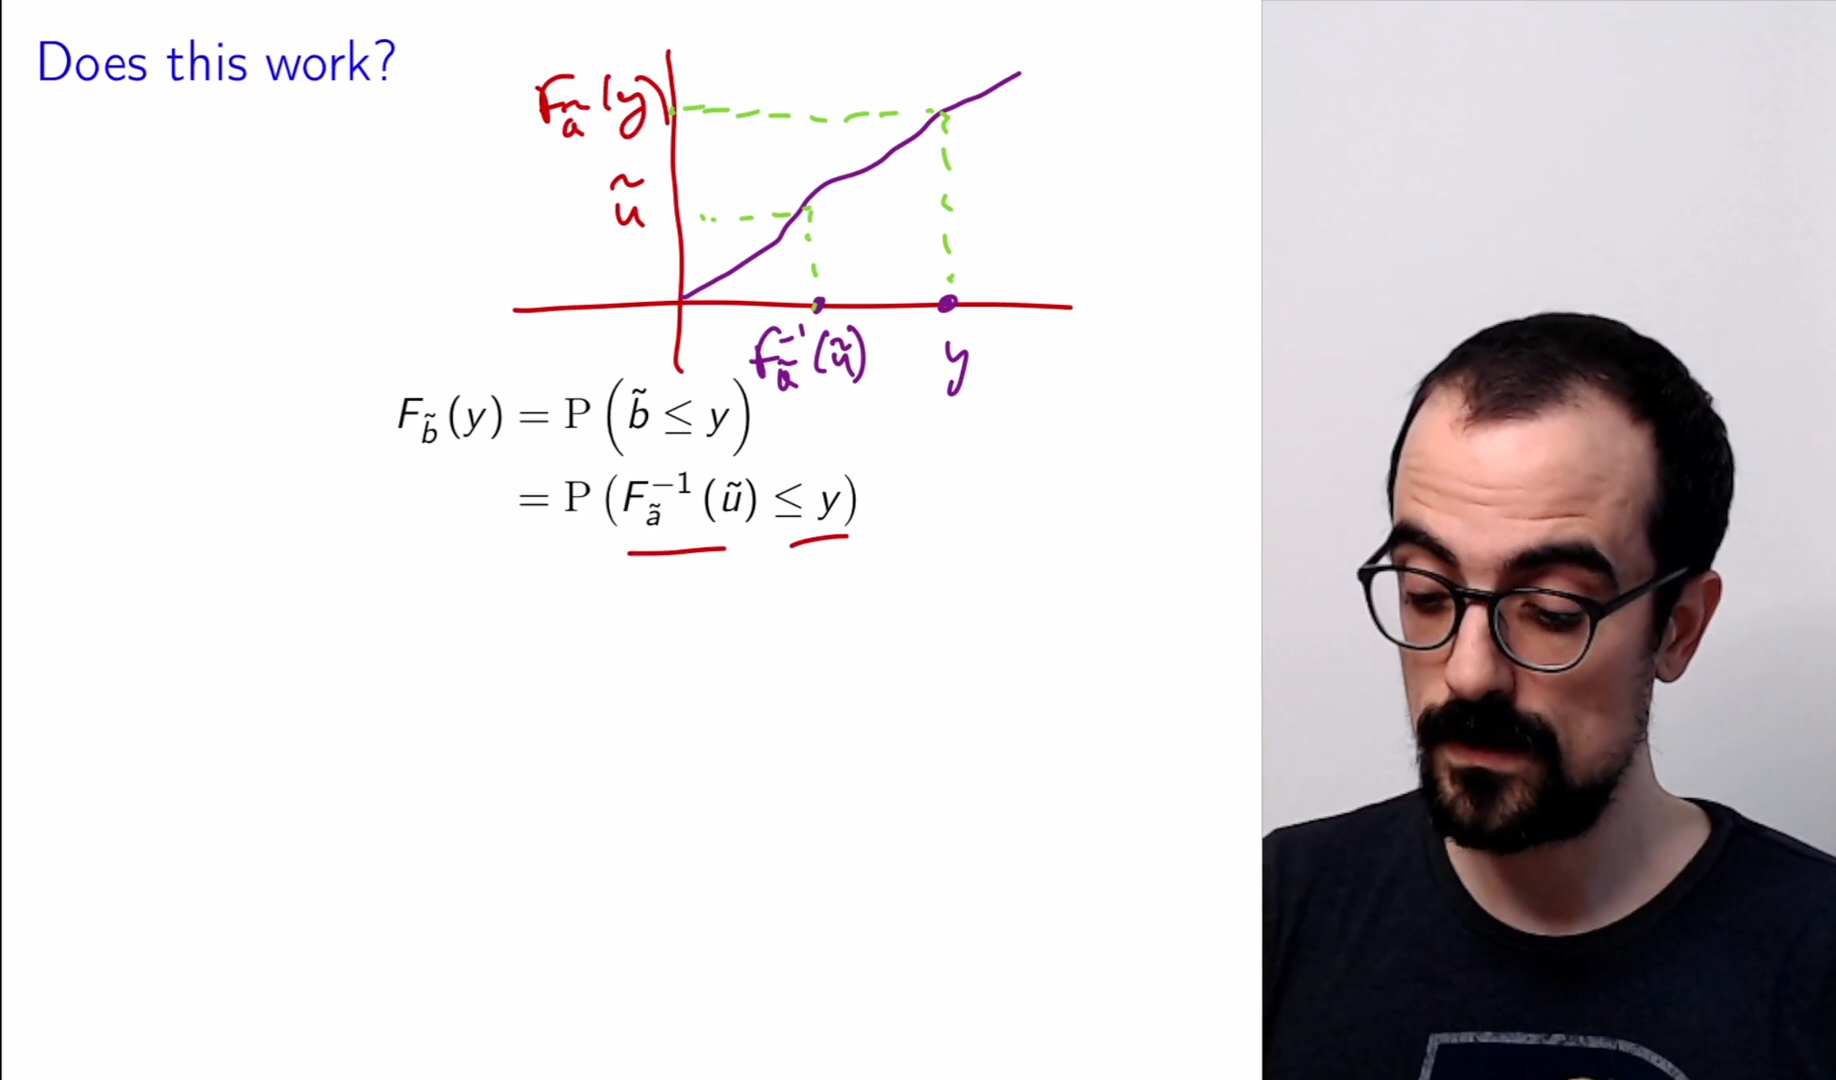 Does this work?
F_ã(y)
ũ
F_ã^{-1}(ũ) y
F_b̃(y) = P(b̃ ≤ y)
= P(F_ã^{-1}(ũ) ≤ y)